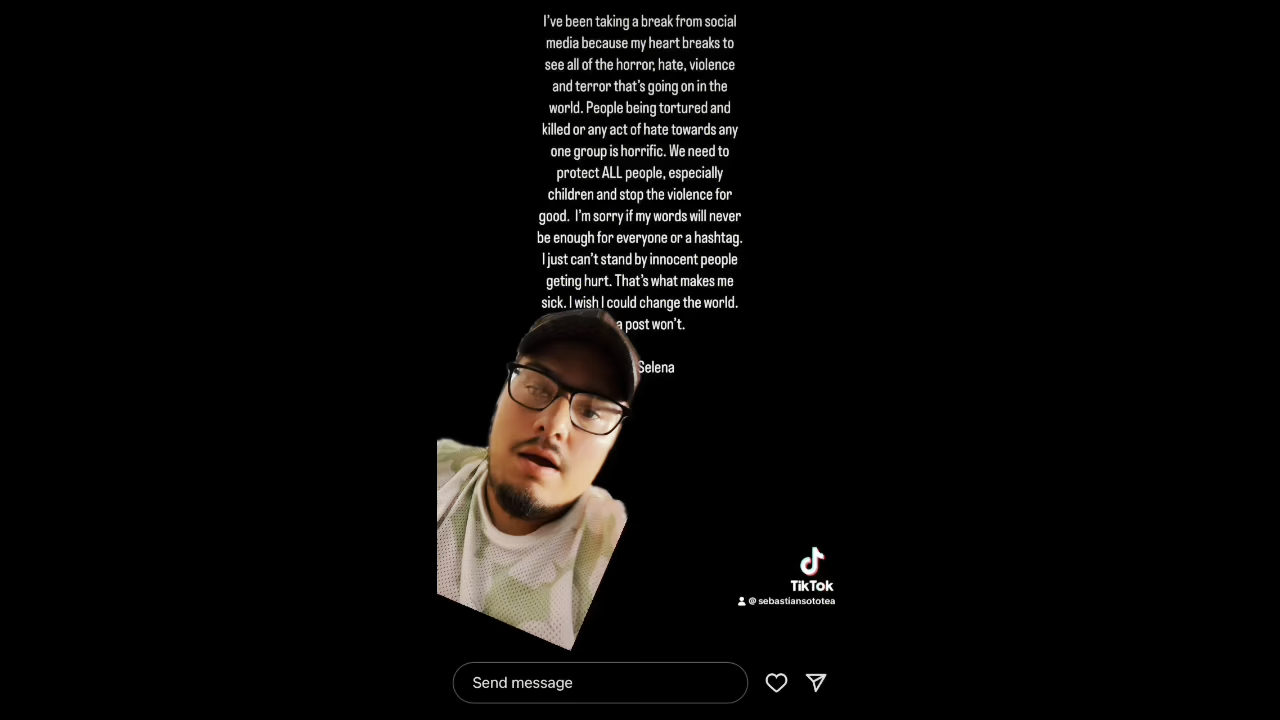 I've been taking a break from social
media because my heart breaks to
see all of the horror, hate, violence
and terror that's going on in the
world. People being tortured and
killed or any act of hate towards any
one group is horrific. We need to
protect ALL people, especially
children and stop the violence for
good.  I'm sorry if my words will never
be enough for everyone or a hashtag.
I just can't stand by innocent people
geting hurt. That's what makes me
sick. I wish I could change the world.
a post won't.
Selena
TikTok
@ sebastiansototea
Send message